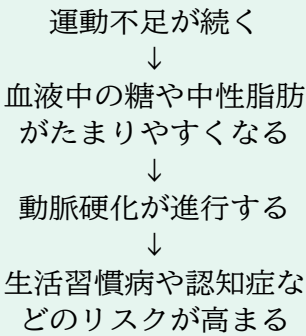 運動不足が続く
↓
血液中の糖や中性脂肪
がたまりやすくなる
↓
動脈硬化が進行する
↓
生活習慣病や認知症な
どのリスクが高まる